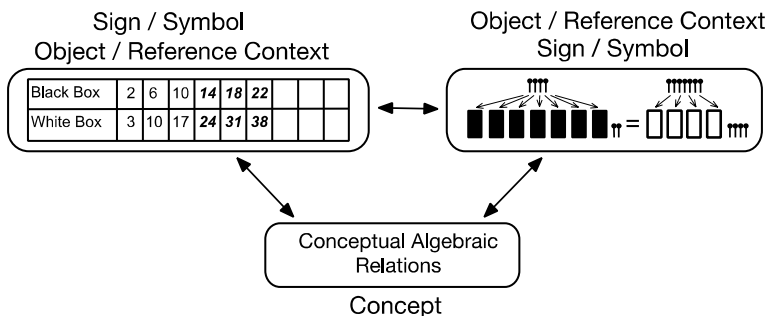 Sign / Symbol
Object / Reference Context
Black Box 2 6 10 14 18 22
White Box 3 10 17 24 31 38
Object / Reference Context
Sign / Symbol
=
Conceptual Algebraic
Relations
Concept